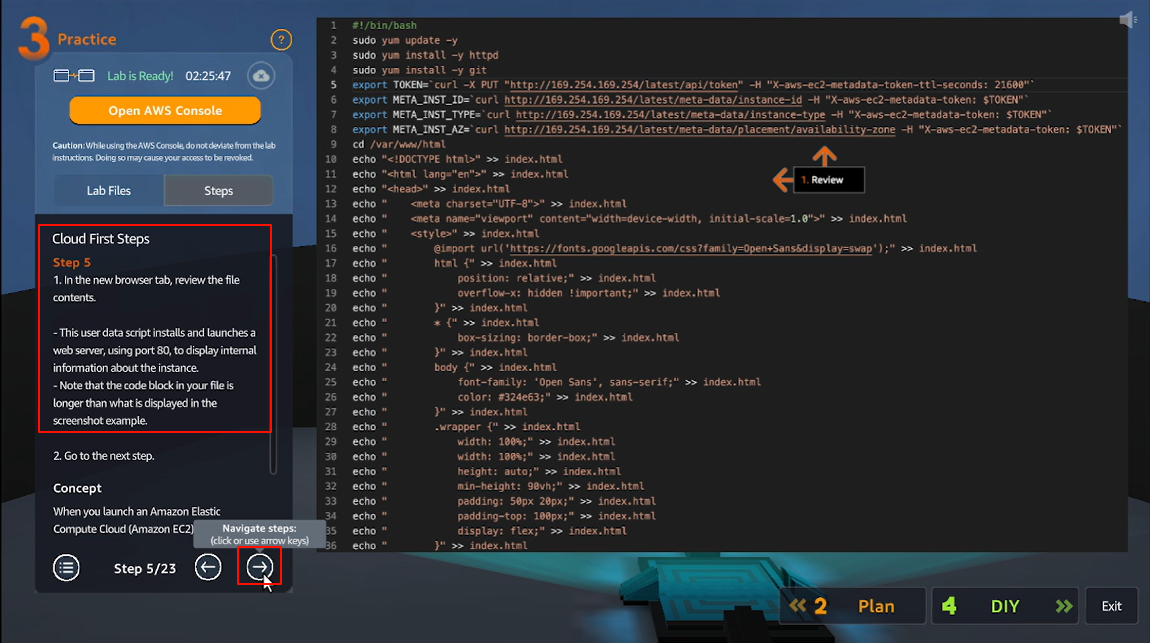 3 Practice
?
Lab is Ready! 02:25:47
Open AWS Console
Caution: While using the AWS Console, do not deviate from the lab
instructions. Doing so may cause your access to be revoked.
Lab Files Steps
Cloud First Steps
Step 5
1. In the new browser tab, review the file
contents.
- This user data script installs and launches a
web server, using port 80, to display internal
information about the instance.
- Note that the code block in your file is
longer than what is displayed in the
screenshot example.
2. Go to the next step.
Concept
When you launch an Amazon Elastic
Compute Cloud (Amazon EC2)
Navigate steps:
(click or use arrow keys)
Step 5/23
1 #!/bin/bash
2 sudo yum update -y
3 sudo yum install -y httpd
4 sudo yum install -y git
5 export TOKEN=`curl -X PUT "http://169.254.169.254/latest/api/token" -H "X-aws-ec2-metadata-token-ttl-seconds: 21600"`
6 export META_INST_ID=`curl http://169.254.169.254/latest/meta-data/instance-id -H "X-aws-ec2-metadata-token: $TOKEN"`
7 export META_INST_TYPE=`curl http://169.254.169.254/latest/meta-data/instance-type -H "X-aws-ec2-metadata-token: $TOKEN"`
8 export META_INST_AZ=`curl http://169.254.169.254/latest/meta-data/placement/availability-zone -H "X-aws-ec2-metadata-token: $TOKEN"`
9 cd /var/www/html
10 echo "<!DOCTYPE html>" >> index.html
11 echo "<html lang="en">" >> index.html
12 echo "<head>" >> index.html
13 echo " <meta charset="UTF-8">" >> index.html
14 echo " <meta name="viewport" content="width=device-width, initial-scale=1.0">" >> index.html
15 echo " <style>" >> index.html
16 echo " @import url('https://fonts.googleapis.com/css?family=Open+Sans&display=swap');" >> index.html
17 echo " html {" >> index.html
18 echo " position: relative;" >> index.html
19 echo " overflow-x: hidden !important;" >> index.html
20 echo " }" >> index.html
21 echo " * {" >> index.html
22 echo " box-sizing: border-box;" >> index.html
23 echo " }" >> index.html
24 echo " body {" >> index.html
25 echo " font-family: 'Open Sans', sans-serif;" >> index.html
26 echo " color: #324e63;" >> index.html
27 echo " }" >> index.html
28 echo " .wrapper {" >> index.html
29 echo " width: 100%;" >> index.html
30 echo " width: 100%;" >> index.html
31 echo " height: auto;" >> index.html
32 echo " min-height: 90vh;" >> index.html
33 echo " padding: 50px 20px;" >> index.html
34 echo " padding-top: 100px;" >> index.html
35 echo " display: flex;" >> index.html
36 echo " }" >> index.html
1. Review
2 Plan
4 DIY
Exit